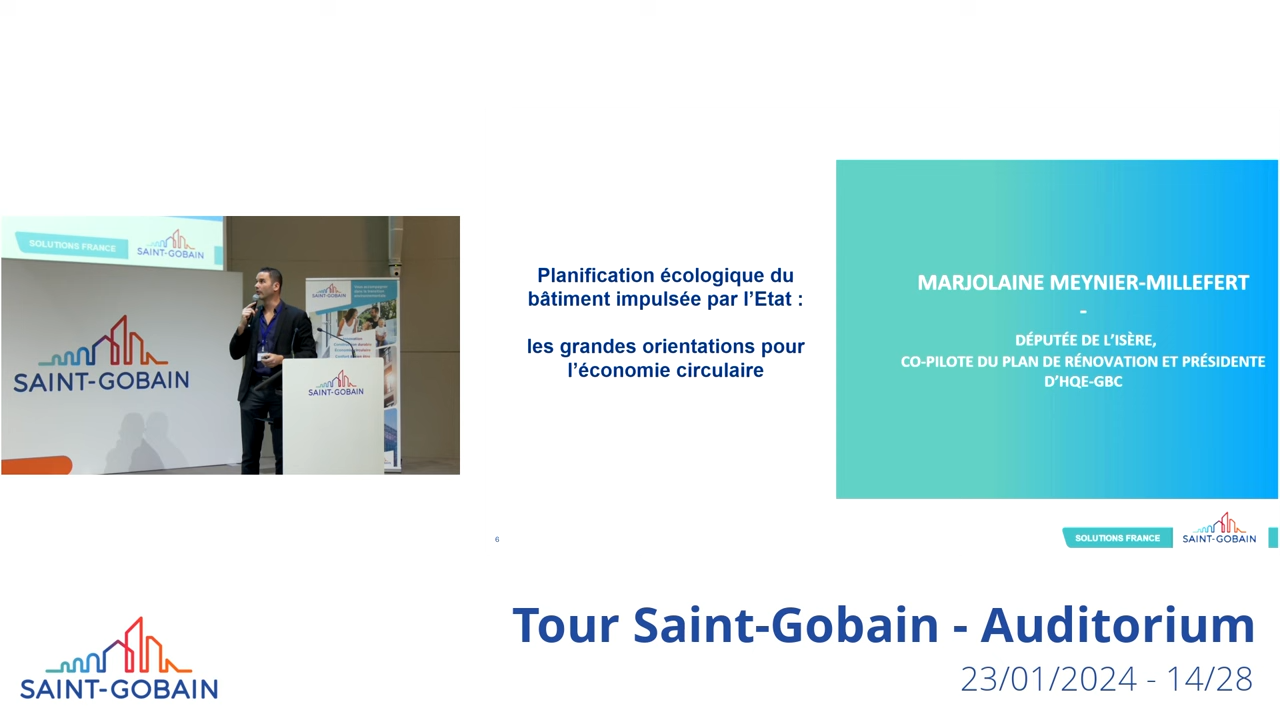 SOLUTIONS FRANCE
SAINT-GOBAIN
SAINT-GOBAIN
SAINT-GOBAIN
SAINT-GOBAIN
Planification écologique du
bâtiment impulsée par l'Etat :
les grandes orientations pour
l'économie circulaire
MARJOLAINE MEYNIER-MILLEFERT
-
DÉPUTÉE DE L'ISÈRE,
CO-PILOTE DU PLAN DE RÉNOVATION ET PRÉSIDENTE
D'HQE-GBC
6
SOLUTIONS FRANCE
SAINT-GOBAIN
SAINT-GOBAIN
Tour Saint-Gobain - Auditorium
23/01/2024 - 14/28